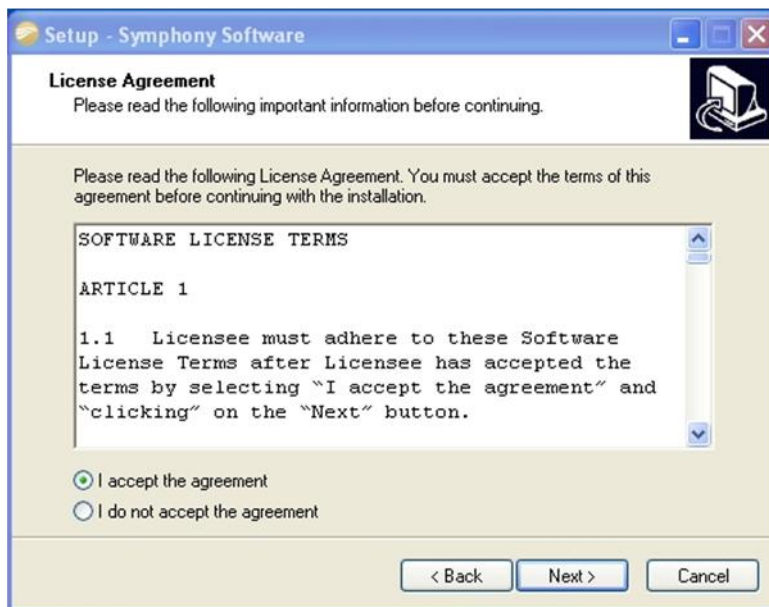 Setup - Symphony Software
License Agreement
Please read the following important information before continuing.
Please read the following License Agreement. You must accept the terms of this
agreement before continuing with the installation.
SOFTWARE LICENSE TERMS
ARTICLE 1
1.1 Licensee must adhere to these Software
License Terms after Licensee has accepted the
terms by selecting “I accept the agreement” and
“clicking” on the “Next” button.
I accept the agreement
I do not accept the agreement
< Back Next > Cancel